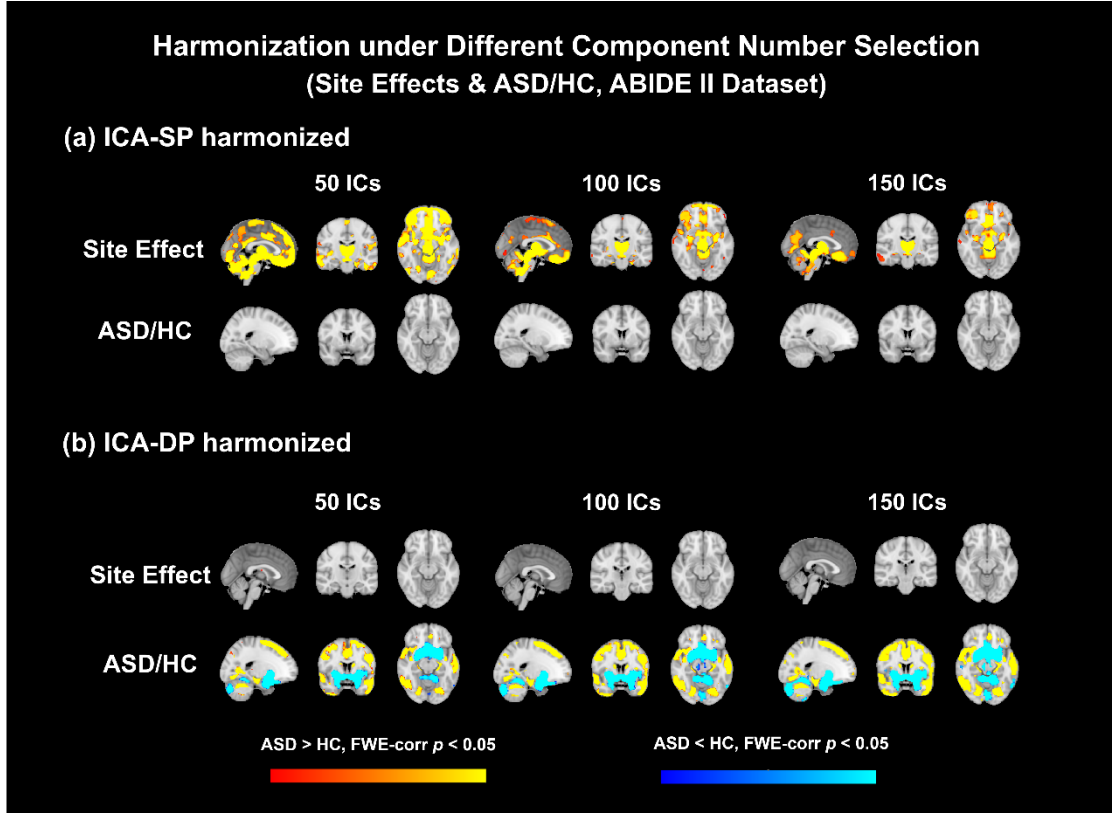 Harmonization under Different Component Number Selection
(Site Effects & ASD/HC, ABIDE II Dataset)
(a) ICA-SP harmonized
50 ICs 100 ICs 150 ICs
Site Effect
ASD/HC
(b) ICA-DP harmonized
50 ICs 100 ICs 150 ICs
Site Effect
ASD/HC
ASD > HC, FWE-corr p < 0.05 ASD < HC, FWE-corr p < 0.05